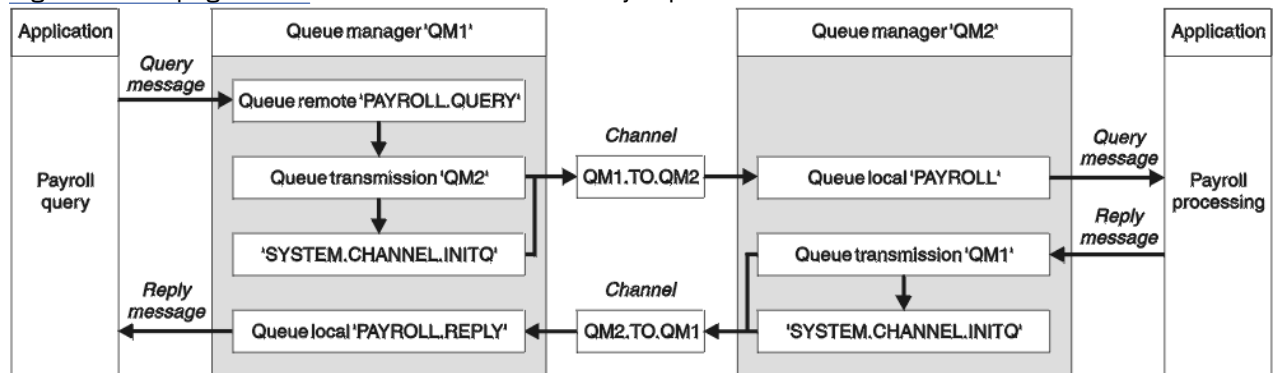 Application
Queue manager 'QM1'
Queue manager 'QM2'
Application
Query
message
Queue remote 'PAYROLL.QUERY'
Channel
Query
message
Payroll
query
Queue transmission 'QM2'
QM1.TO.QM2
Queue local 'PAYROLL'
Payroll
processing
Reply
message
'SYSTEM.CHANNEL.INITQ'
Queue transmission 'QM1'
Reply
message
Channel
Queue local 'PAYROLL.REPLY'
QM2.TO.QM1
'SYSTEM.CHANNEL.INITQ'